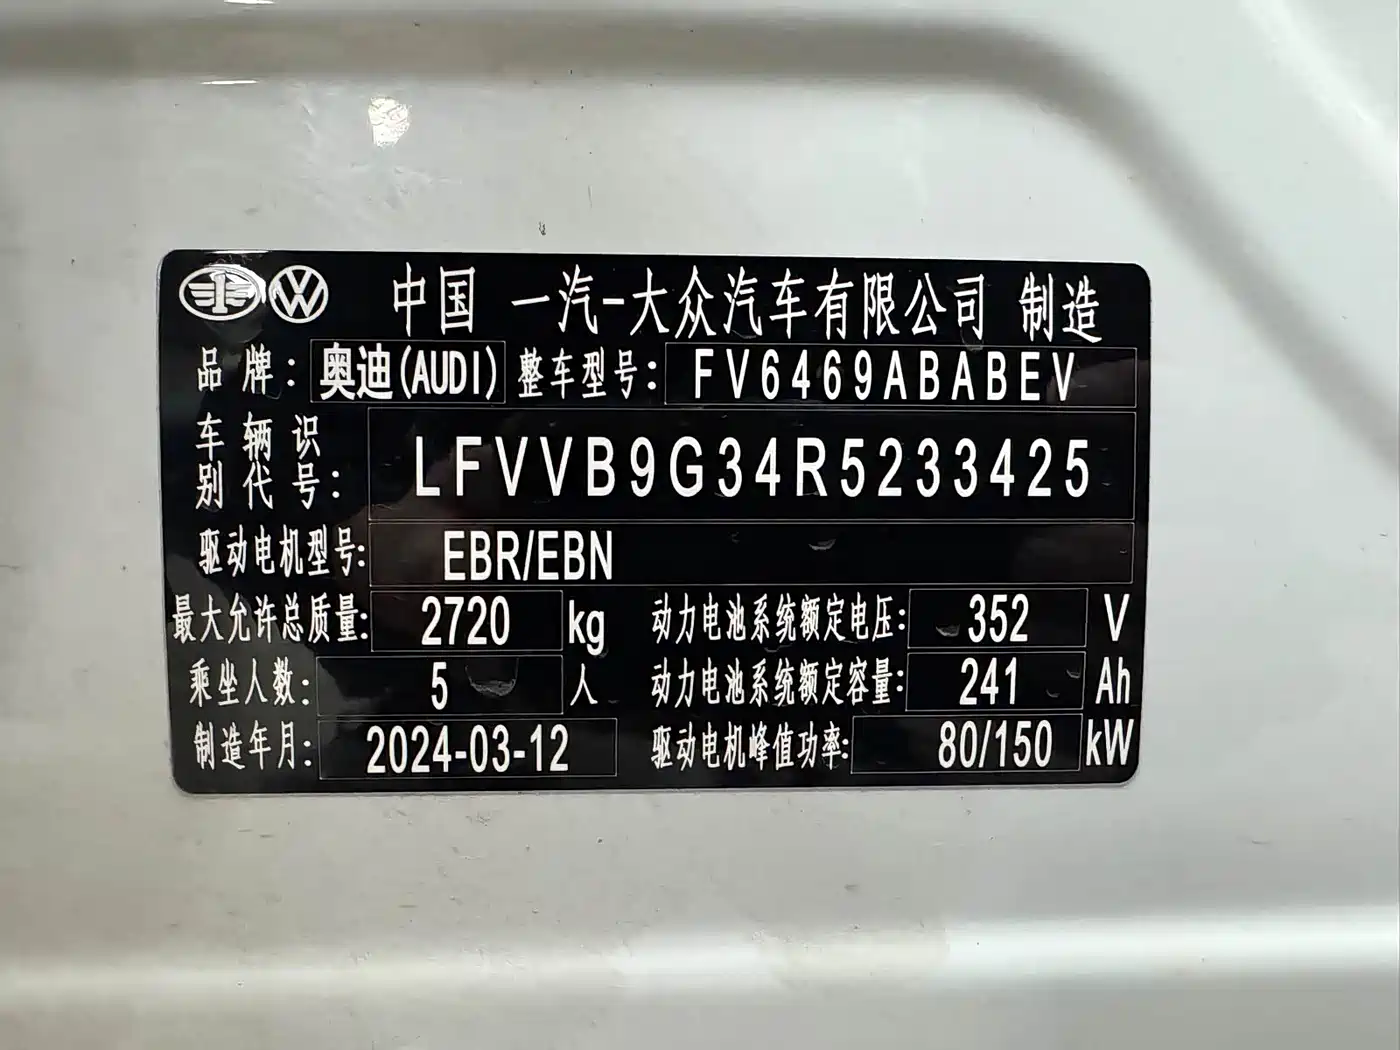 中国 一汽-大众汽车有限公司 制造
品牌: 奥迪(AUDI) 整车型号: FV6469ABABEV
车辆识别代号: LFVVB9G34R5233425
驱动电机型号: EBR/EBN
最大允许总质量: 2720 kg 动力电池系统额定电压: 352 V
乘坐人数: 5 人 动力电池系统额定容量: 241 Ah
制造年月: 2024-03-12 驱动电机峰值功率: 80/150 kW